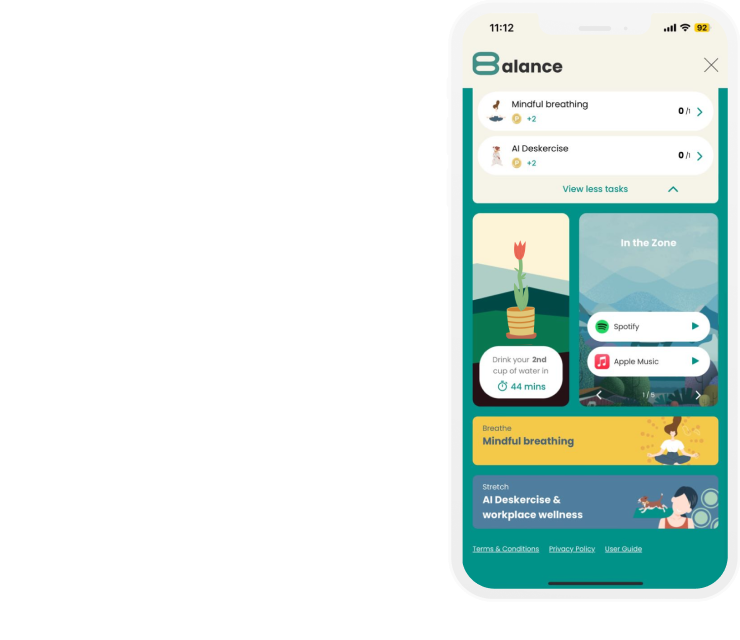 11:12
92
Balance
Mindful breathing
+2
0 /1
AI Deskercise
+2
0 /1
View less tasks
In the Zone
Spotify
Apple Music
1/5
Drink your 2nd
cup of water in
44 mins
Breathe
Mindful breathing
Stretch
AI Deskercise &
workplace wellness
Terms & Conditions Privacy Policy User Guide